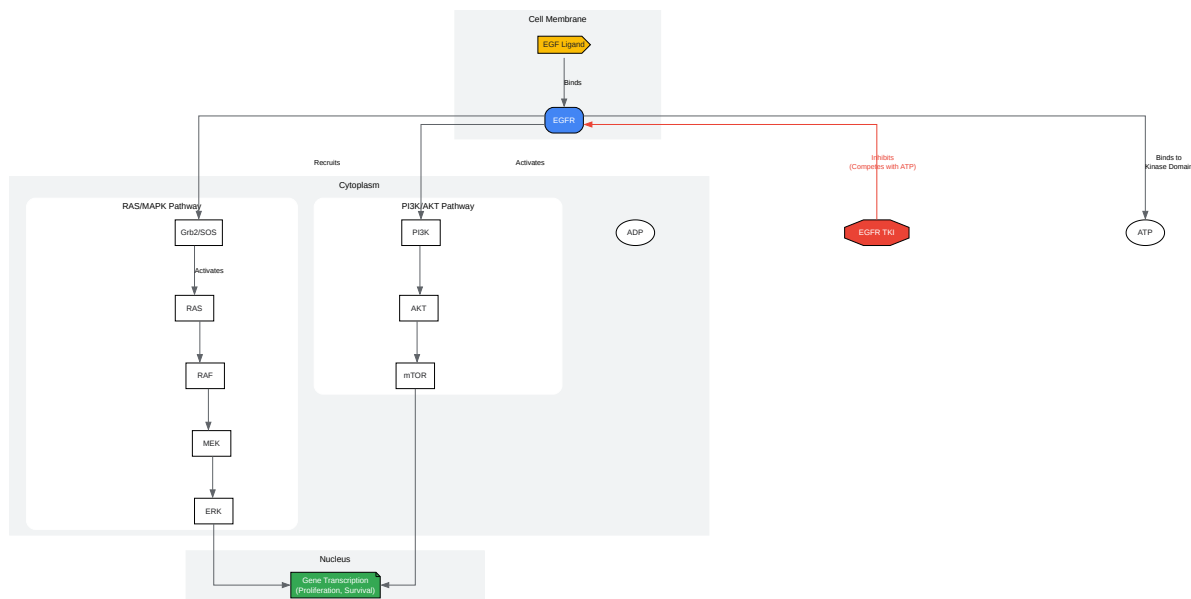 Cell Membrane
EGF Ligand
Binds
EGFR
Recruits
Activates
Inhibits
(Competes with ATP)
Binds to
Kinase Domain
Cytoplasm
RAS/MAPK Pathway
PI3K/AKT Pathway
Grb2/SOS
PI3K
ADP
EGFR TKI
ATP
Activates
RAS
AKT
RAF
mTOR
MEK
ERK
Nucleus
Gene Transcription
(Proliferation, Survival)